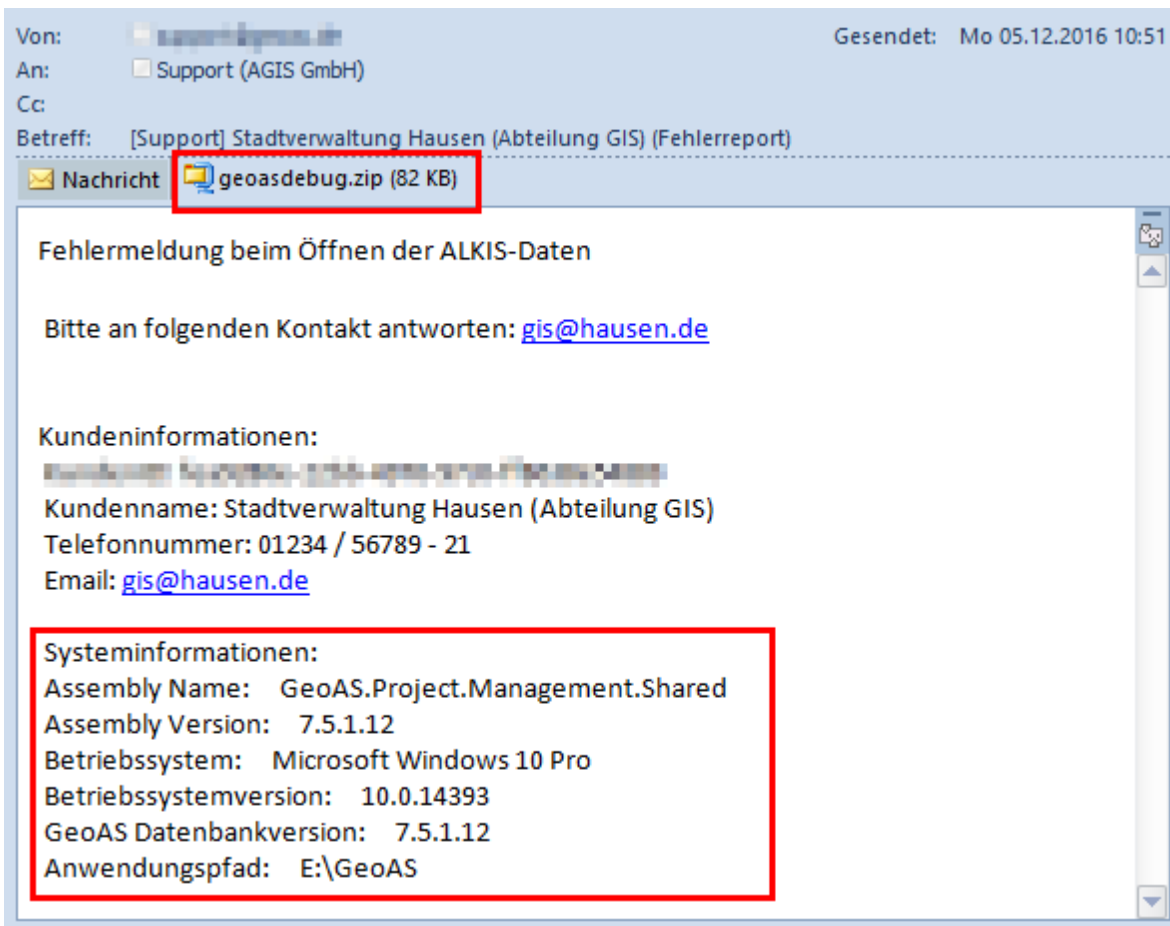 Von: Gesendet: Mo 05.12.2016 10:51
An: Support (AGIS GmbH)
Cc:
Betreff: [Support] Stadtverwaltung Hausen (Abteilung GIS) (Fehlerreport)
Nachricht geoasdebug.zip (82 KB)
Fehlermeldung beim Öffnen der ALKIS-Daten
Bitte an folgenden Kontakt antworten: gis@hausen.de
Kundeninformationen:
Kundenname: Stadtverwaltung Hausen (Abteilung GIS)
Telefonnummer: 01234 / 56789 - 21
Email: gis@hausen.de
Systeminformationen:
Assembly Name: GeoAS.Project.Management.Shared
Assembly Version: 7.5.1.12
Betriebssystem: Microsoft Windows 10 Pro
Betriebssystemversion: 10.0.14393
GeoAS Datenbankversion: 7.5.1.12
Anwendungspfad: E:\GeoAS